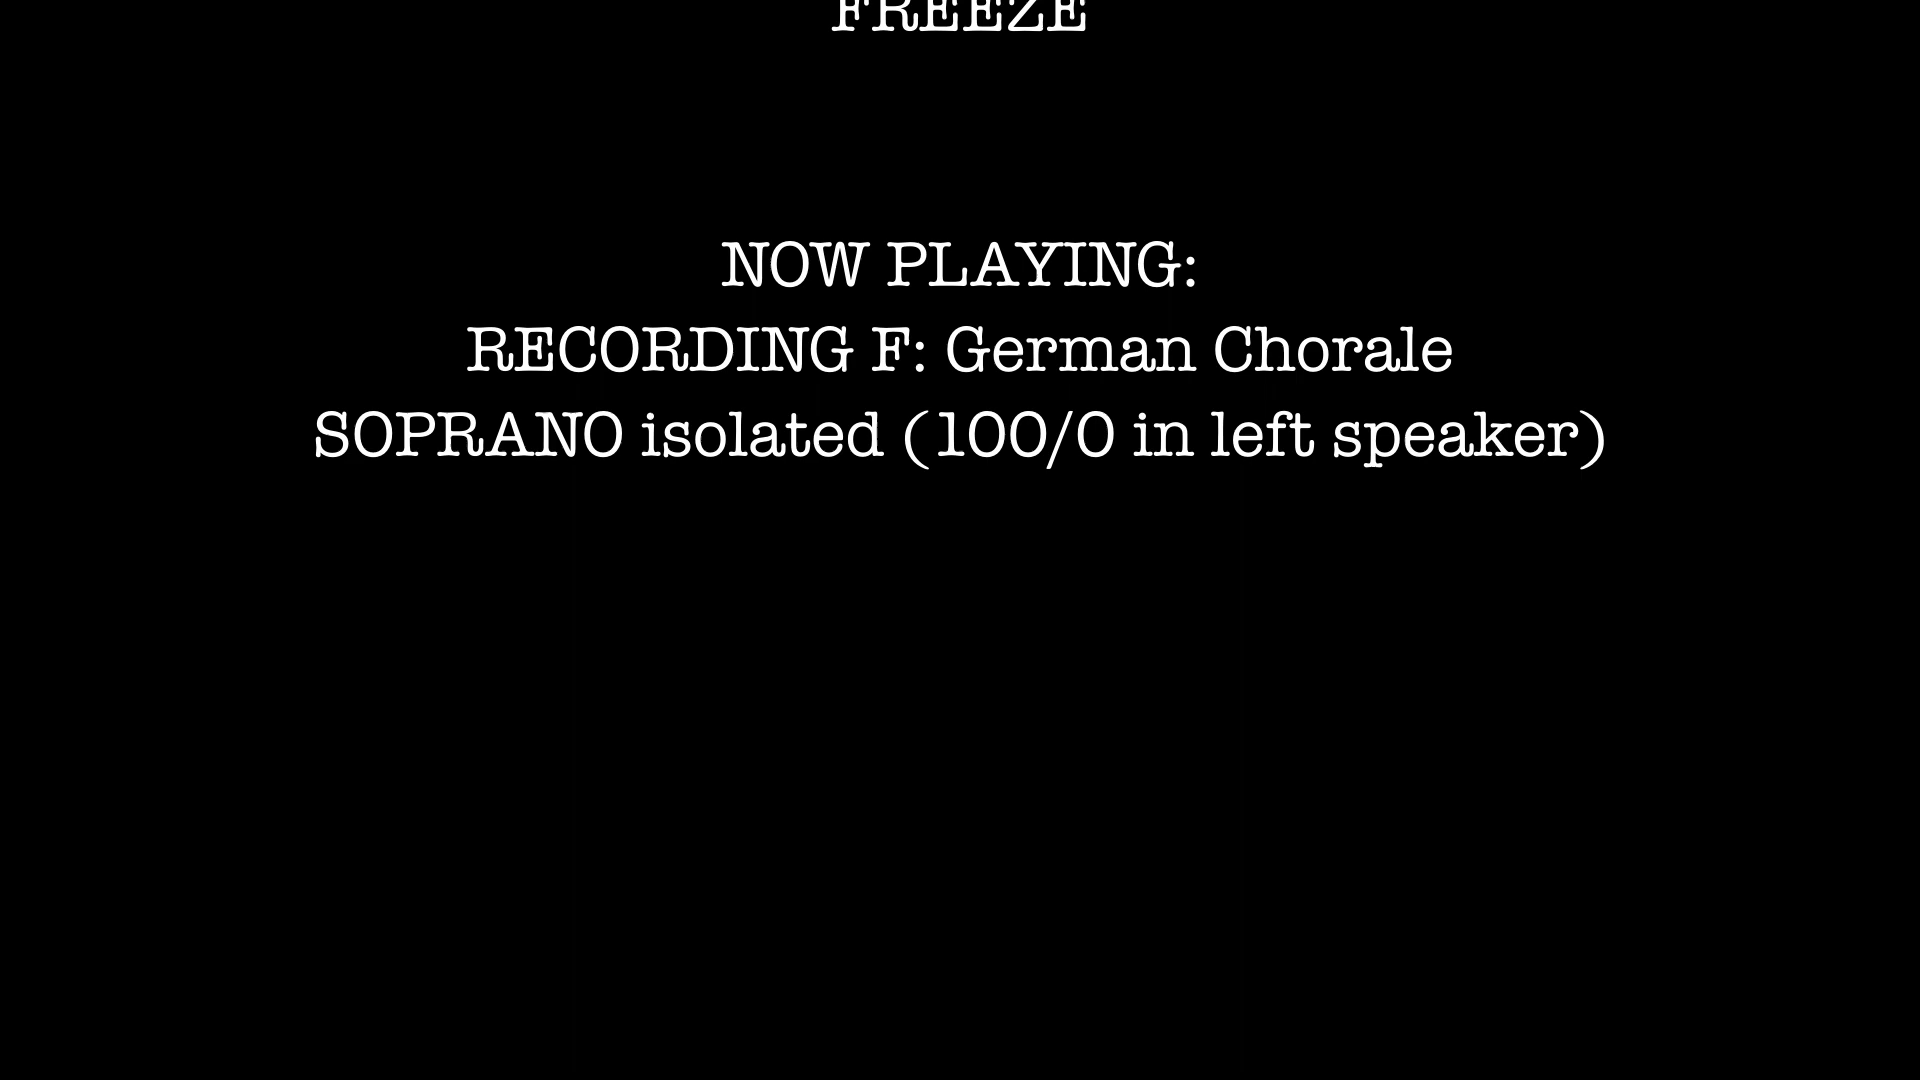 FREEZE
NOW PLAYING:
RECORDING F: German Chorale
SOPRANO isolated (100/0 in left speaker)